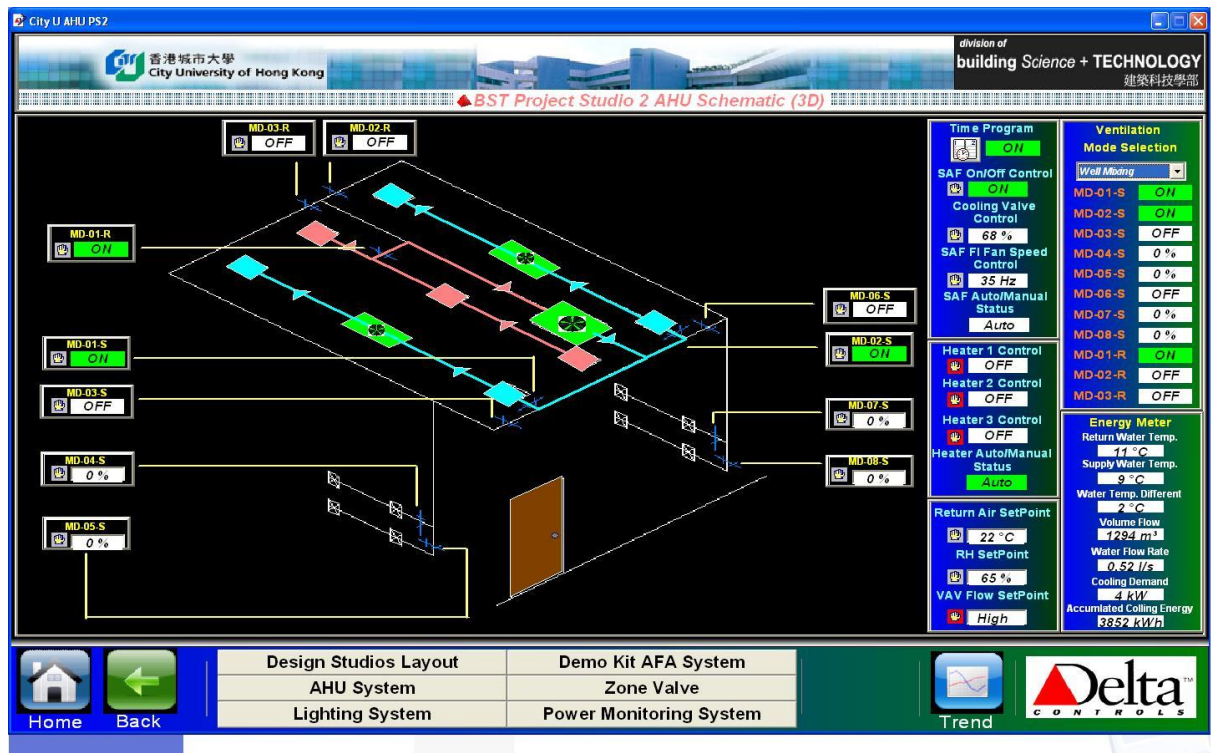 City U AHU PS2
香港城市大學
City University of Hong Kong
division of
building Science + TECHNOLOGY
建築科技學部
BST Project Studio 2 AHU Schematic (3D)
MD-03-R
OFF
MD-02-R
OFF
MD-01-R
ON
MD-01-S
ON
MD-03-S
OFF
MD-04-S
0 %
MD-05-S
0 %
MD-06-S
OFF
MD-02-S
ON
MD-07-S
0 %
MD-08-S
0 %
Time Program
ON
SAF On/Off Control
ON
Cooling Valve
Control
68 %
SAF FI Fan Speed
Control
35 Hz
SAF Auto/Manual
Status
Auto
Heater 1 Control
OFF
Heater 2 Control
OFF
Heater 3 Control
OFF
Heater Auto/Manual
Status
Auto
Return Air SetPoint
22 °C
RH SetPoint
65 %
VAV Flow SetPoint
High
Ventilation
Mode Selection
Well Mixing
MD-01-S ON
MD-02-S ON
MD-03-S OFF
MD-04-S 0 %
MD-05-S 0 %
MD-06-S OFF
MD-07-S 0 %
MD-08-S 0 %
MD-01-R ON
MD-02-R OFF
MD-03-R OFF
Energy Meter
Return Water Temp.
11 °C
Supply Water Temp.
9 °C
Water Temp. Different
2 °C
Volume Flow
1294 m³
Water Flow Rate
0.52 l/s
Cooling Demand
4 kW
Accumlated Colling Energy
3852 kWh
Home
Back
Design Studios Layout
Demo Kit AFA System
AHU System
Zone Valve
Lighting System
Power Monitoring System
Trend
Delta™
CONTROLS